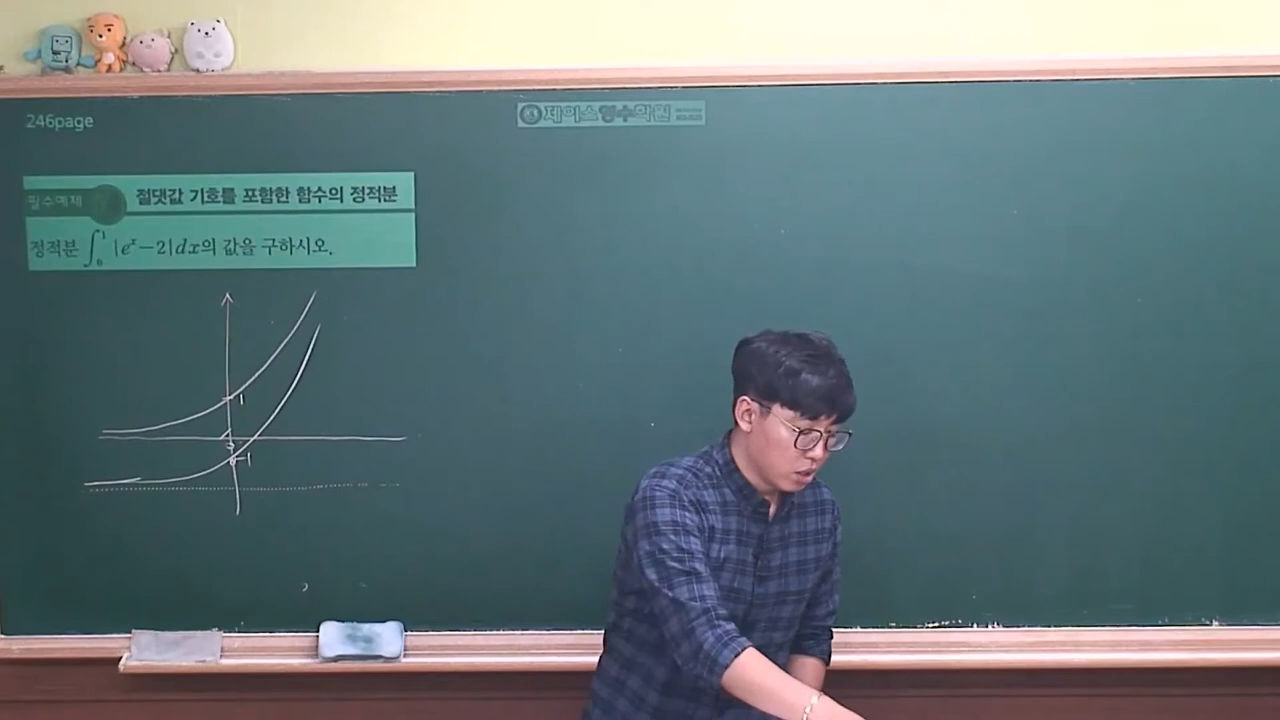 246page
제이스영수학원
필수예제
절댓값 기호를 포함한 함수의 정적분
정적분 ∫₀¹ |eˣ−2|dx의 값을 구하시오.
1
-1